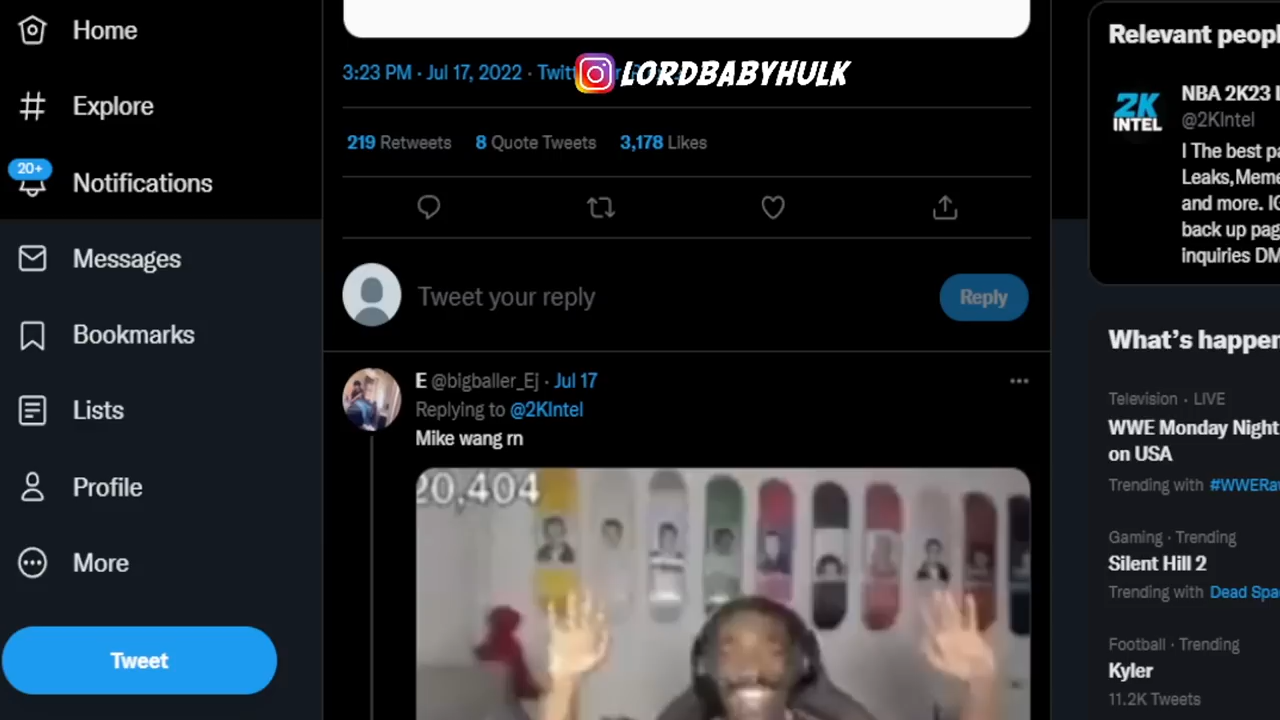 Home
Explore
20+
Notifications
Messages
Bookmarks
Lists
Profile
More
Tweet
3:23 PM · Jul 17, 2022 ·
LORDBABYHULK
219 Retweets 8 Quote Tweets 3,178 Likes
Tweet your reply
Reply
E @bigballer_Ej · Jul 17
Replying to @2KIntel
Mike wang rn
20,404
Relevant peopl
2K
INTEL
NBA 2K23 I
@2KIntel
l The best pa
Leaks,Meme
and more. IG
back up pag
inquiries DM
What's happen
Television · LIVE
WWE Monday Night
on USA
Trending with #WWERaw
Gaming · Trending
Silent Hill 2
Trending with Dead Spa
Football · Trending
Kyler
11.2K Tweets